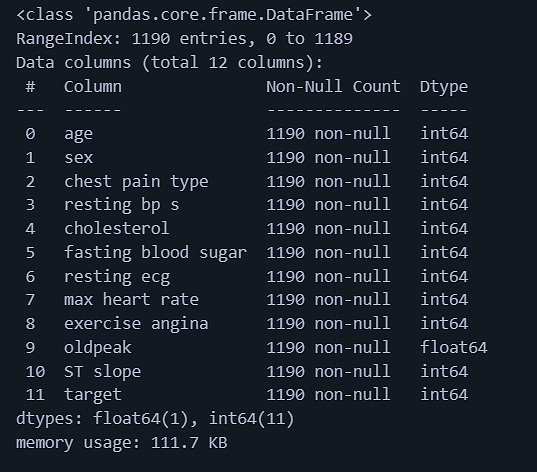 <class 'pandas.core.frame.DataFrame'>
RangeIndex: 1190 entries, 0 to 1189
Data columns (total 12 columns):
 #   Column               Non-Null Count  Dtype
---  ------               --------------  -----
 0   age                  1190 non-null   int64
 1   sex                  1190 non-null   int64
 2   chest pain type      1190 non-null   int64
 3   resting bp s         1190 non-null   int64
 4   cholesterol          1190 non-null   int64
 5   fasting blood sugar  1190 non-null   int64
 6   resting ecg          1190 non-null   int64
 7   max heart rate       1190 non-null   int64
 8   exercise angina      1190 non-null   int64
 9   oldpeak              1190 non-null   float64
 10  ST slope             1190 non-null   int64
 11  target               1190 non-null   int64
dtypes: float64(1), int64(11)
memory usage: 111.7 KB